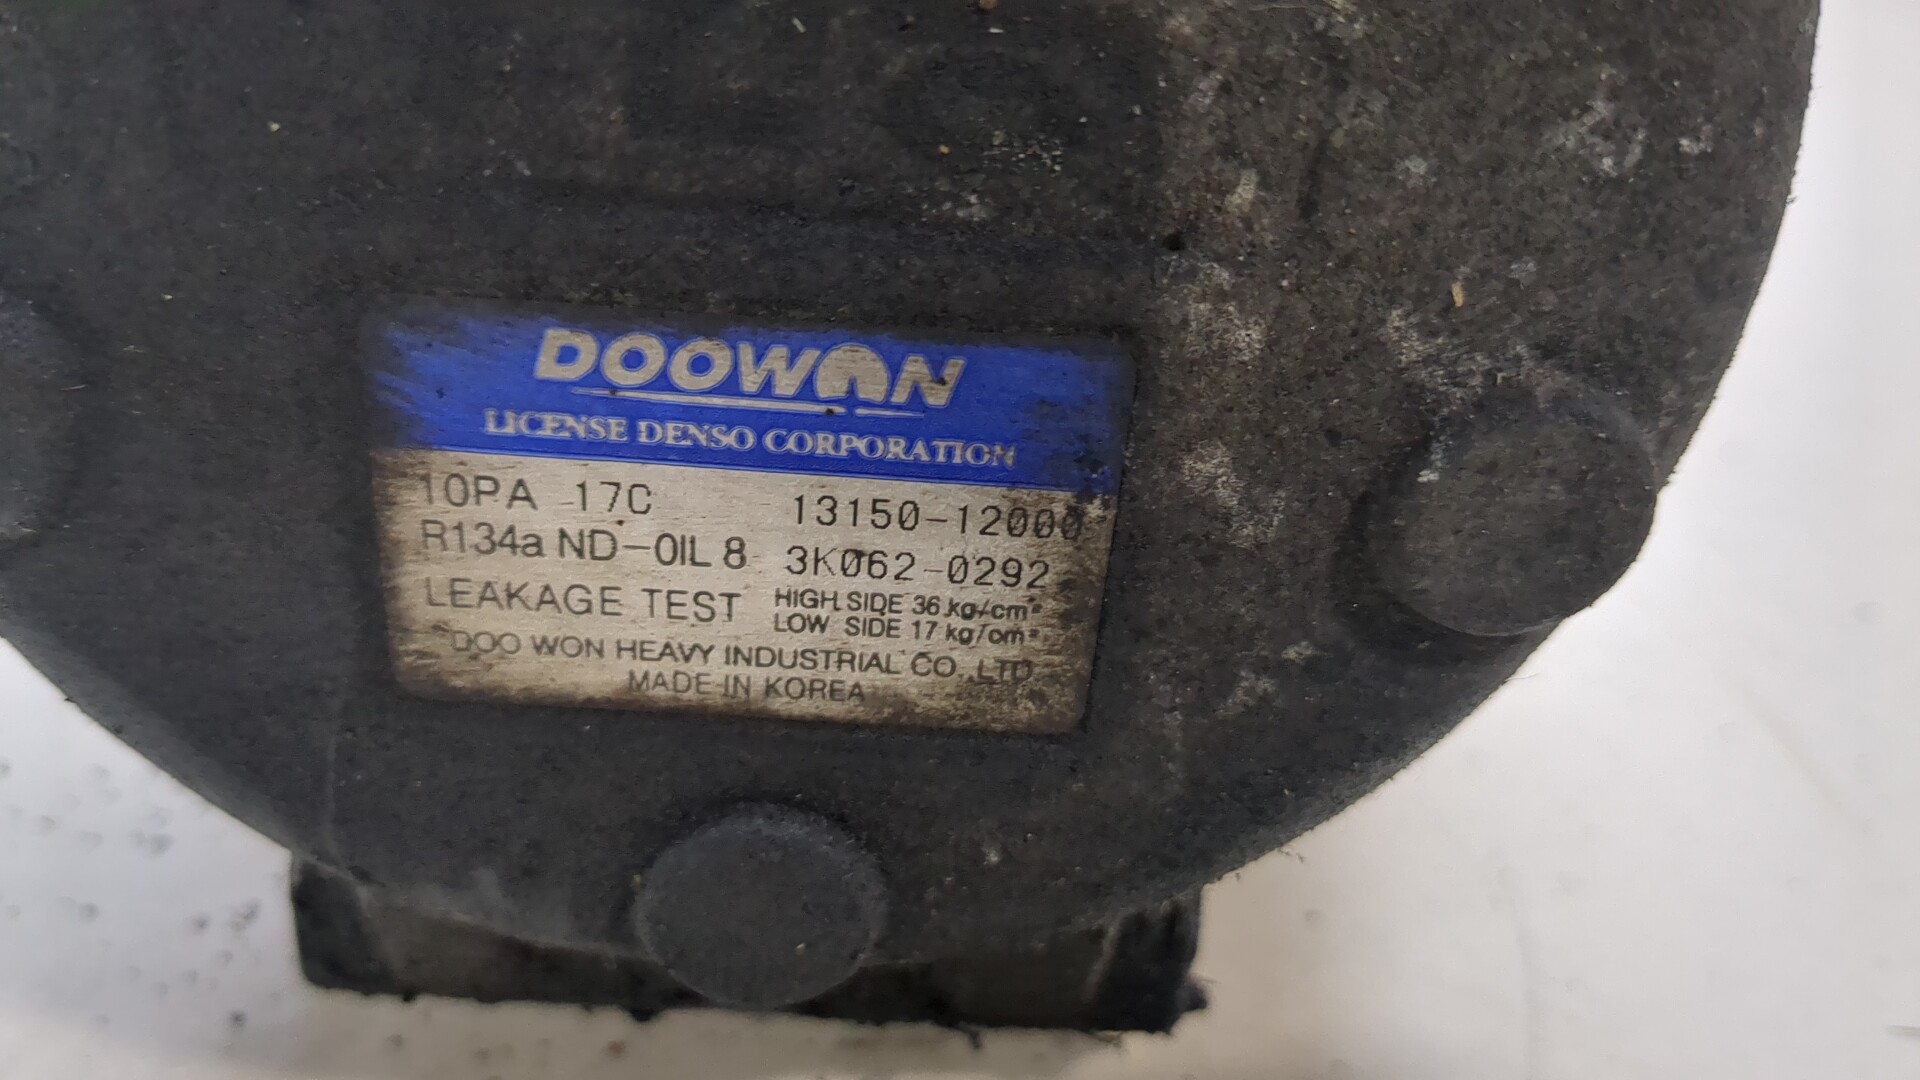 DOOWON
LICENSE DENSO CORPORATION
10PA -17C 13150-12000
R134a ND-OIL 8 3K062-0292
LEAKAGE TEST HIGH SIDE 36 kg/cm²
LOW SIDE 17 kg/cm²
DOO WON HEAVY INDUSTRIAL CO., LTD
MADE IN KOREA